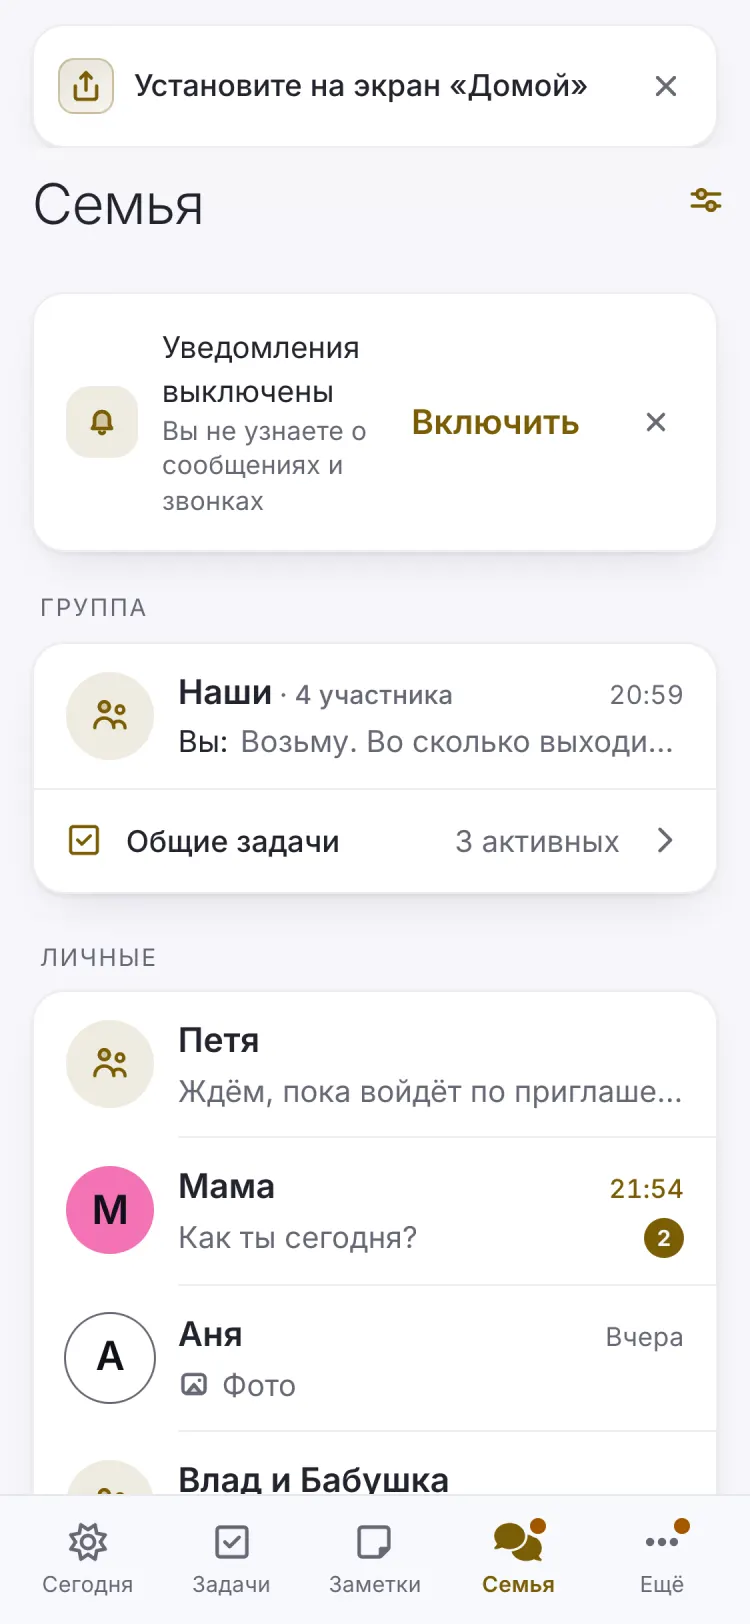 Установите на экран «Домой»
Семья
Уведомления
выключены
Вы не узнаете о
сообщениях и
звонках
Включить
ГРУППА
Наши · 4 участника 20:59
Вы: Возьму. Во сколько выходи...
Общие задачи 3 активных
ЛИЧНЫЕ
Петя
Ждём, пока войдёт по приглаше...
М
Мама 21:54
Как ты сегодня? 2
А
Аня Вчера
Фото
Влад и Бабушка
Сегодня Задачи Заметки Семья Ещё